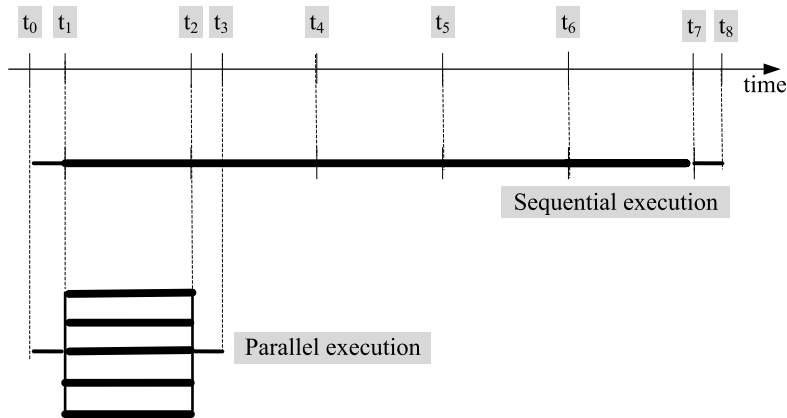 t₀ t₁ t₂ t₃ t₄ t₅ t₆ t₇ t₈
time
Sequential execution
Parallel execution